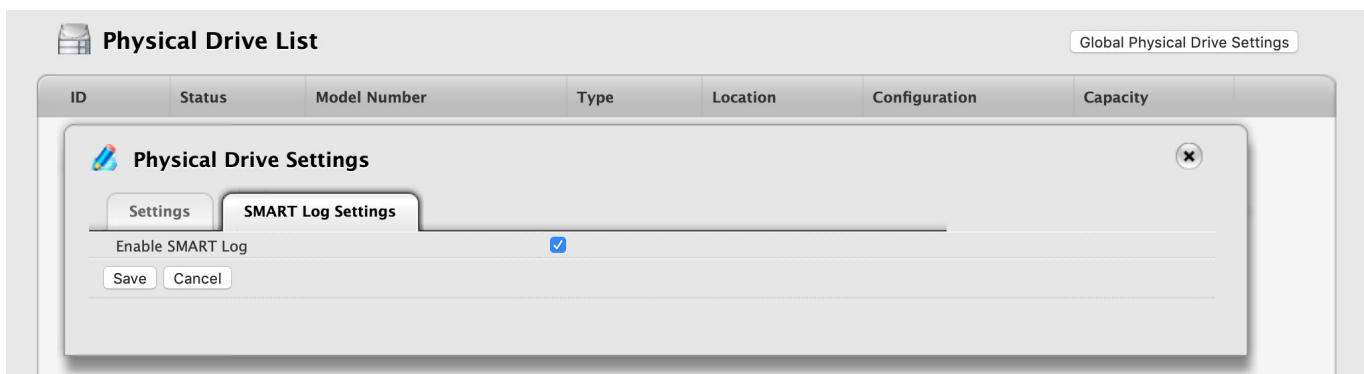 Physical Drive List
Global Physical Drive Settings
ID Status Model Number Type Location Configuration Capacity
Physical Drive Settings
Settings SMART Log Settings
Enable SMART Log
Save Cancel